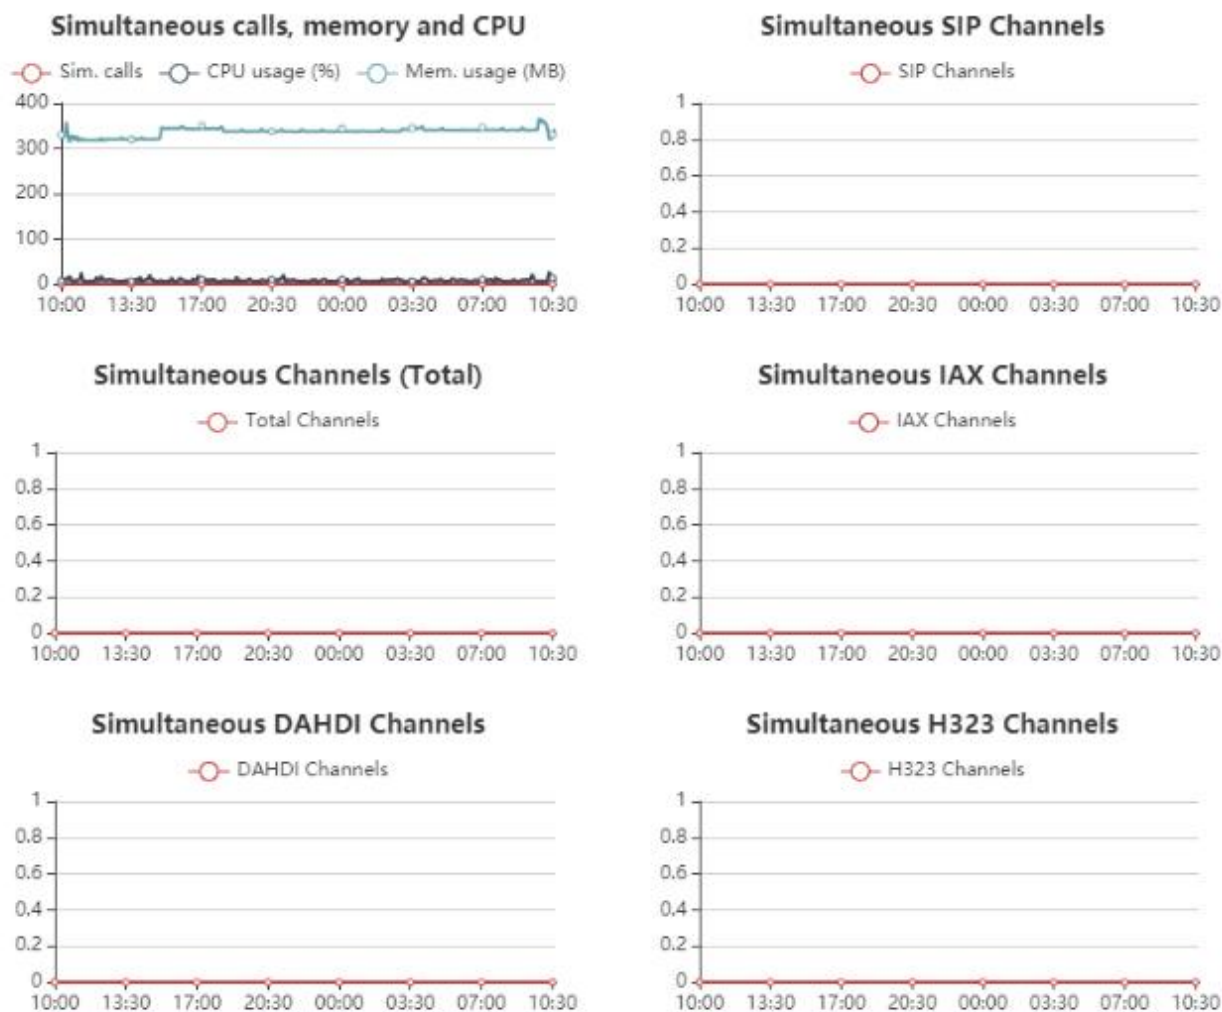 Simultaneous calls, memory and CPU
Sim. calls CPU usage (%) Mem. usage (MB)
400
300
200
100
0
10:00 13:30 17:00 20:30 00:00 03:30 07:00 10:30
Simultaneous SIP Channels
SIP Channels
1
0.8
0.6
0.4
0.2
0
10:00 13:30 17:00 20:30 00:00 03:30 07:00 10:30
Simultaneous Channels (Total)
Total Channels
1
0.8
0.6
0.4
0.2
0
10:00 13:30 17:00 20:30 00:00 03:30 07:00 10:30
Simultaneous IAX Channels
IAX Channels
1
0.8
0.6
0.4
0.2
0
10:00 13:30 17:00 20:30 00:00 03:30 07:00 10:30
Simultaneous DAHDI Channels
DAHDI Channels
1
0.8
0.6
0.4
0.2
0
10:00 13:30 17:00 20:30 00:00 03:30 07:00 10:30
Simultaneous H323 Channels
H323 Channels
1
0.8
0.6
0.4
0.2
0
10:00 13:30 17:00 20:30 00:00 03:30 07:00 10:30